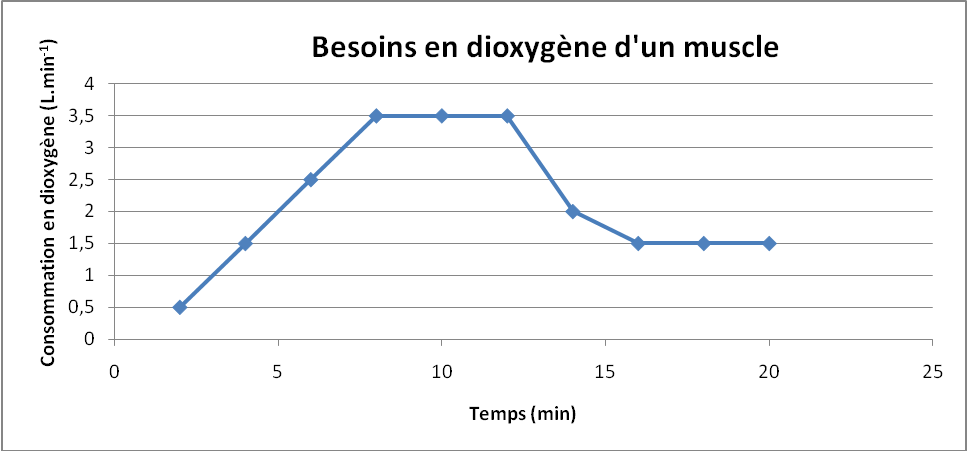 Besoins en dioxygène d'un muscle
Consommation en dioxygène (L.min-1)
4
3,5
3
2,5
2
1,5
1
0,5
0
0 5 10 15 20 25
Temps (min)